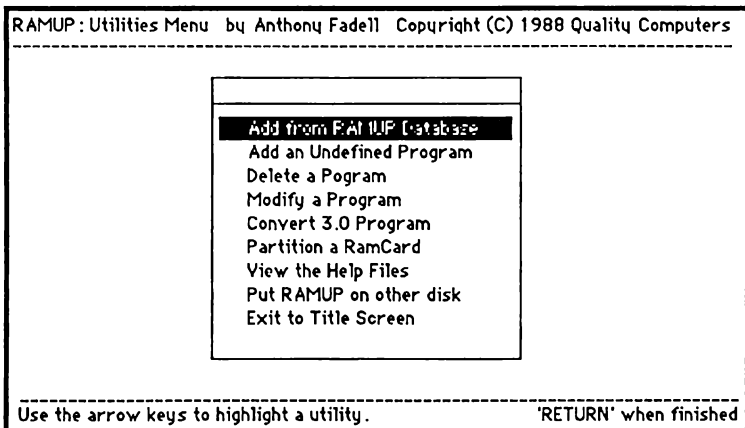 RAMUP : Utilities Menu by Anthony Fadell Copyright (C) 1988 Quality Computers
Add from RAMUP Database
Add an Undefined Program
Delete a Pogram
Modify a Program
Convert 3.0 Program
Partition a RamCard
View the Help Files
Put RAMUP on other disk
Exit to Title Screen
Use the arrow keys to highlight a utility. 'RETURN' when finished